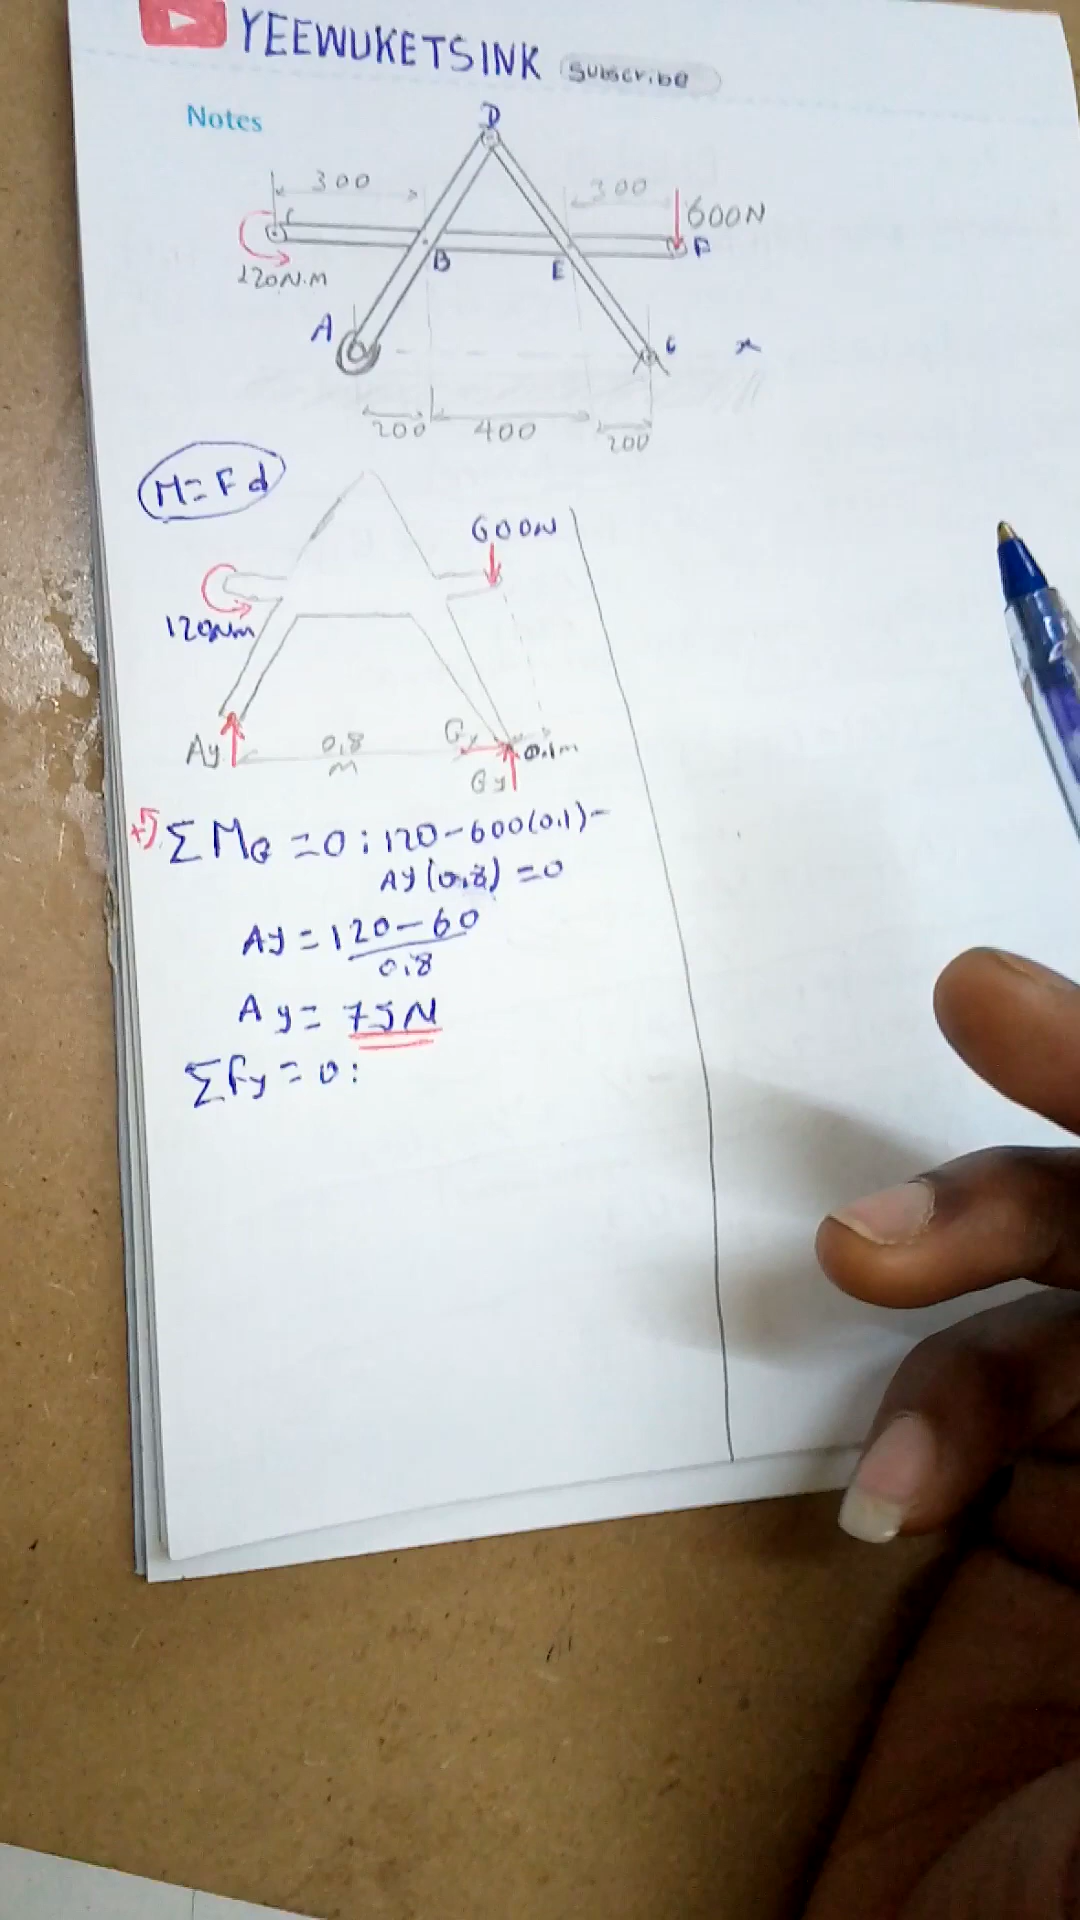 YEEWUKETSINK subscribe
Notes
D
300
300
600N
C
F
B
E
120N.M
A
G
x
200
400
200
M=Fd
600N
120Nm
Ay
0,8
m
Gy
0.1m
Gy
+ ΣMG =0: 120-600(0,1)-
Ay(0,8) =0
Ay = 120-60
0,8
Ay= 75N
Σfy=0: